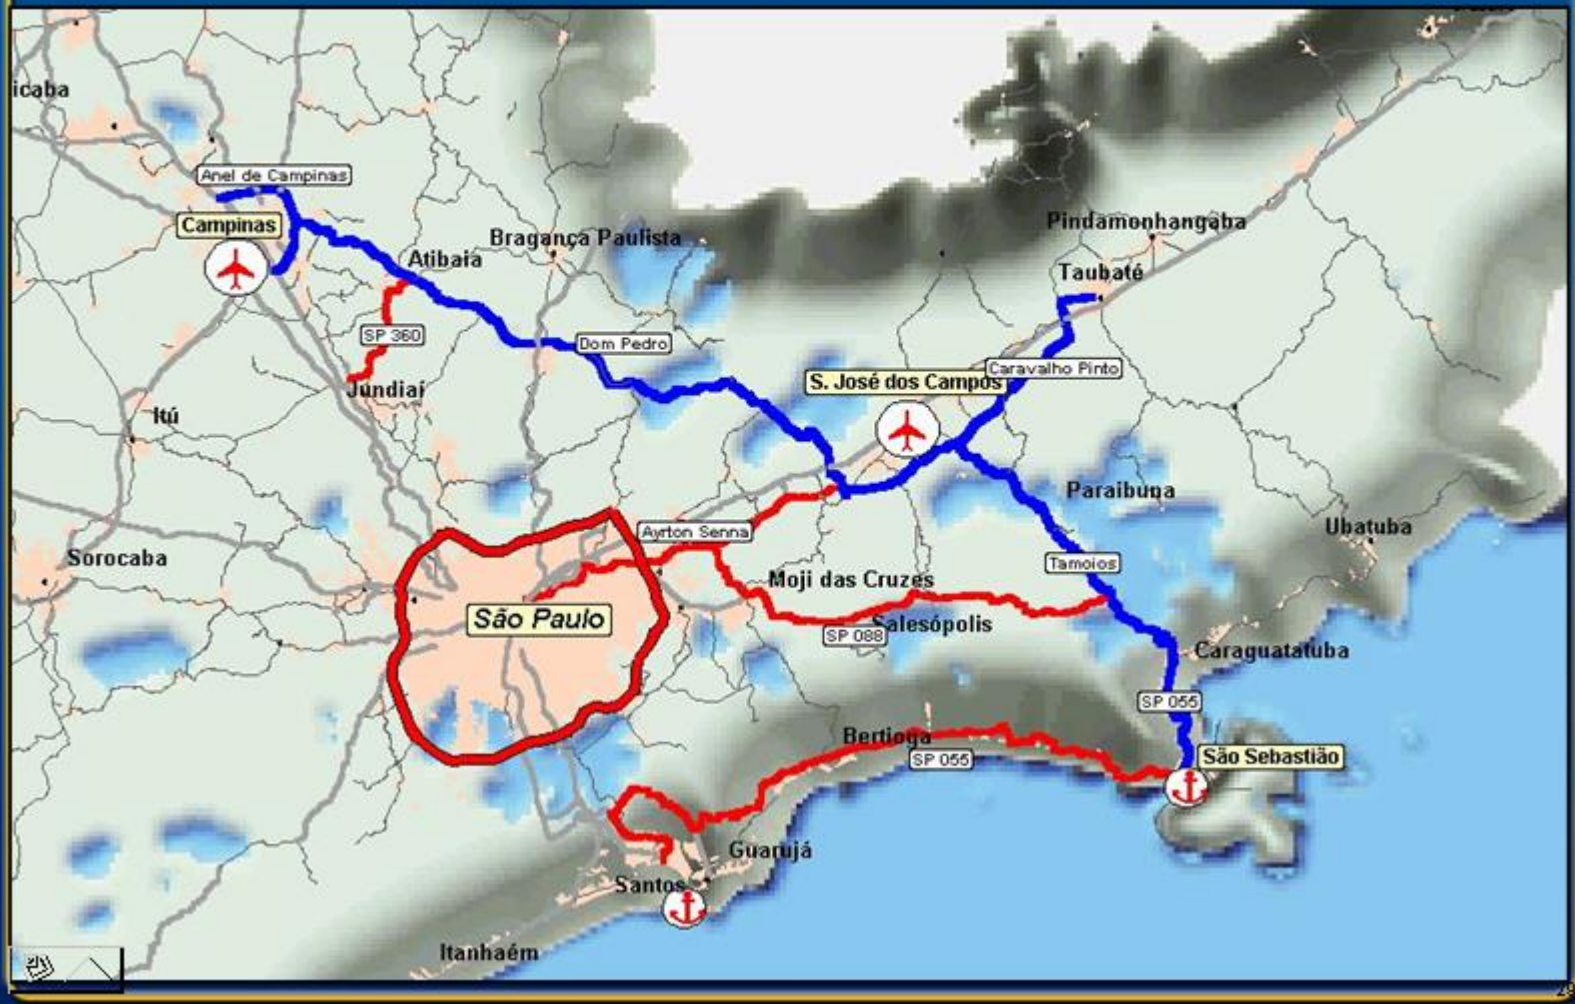 icaba
Anel de Campinas
Campinas
Atibaia
Bragança Paulista
Pindamonhangaba
Taubaté
SP 360
Dom Pedro
Caravalho Pinto
S. José dos Campos
Jundiaí
Itú
Paraibuna
Ubatuba
Ayrton Senna
Sorocaba
Tamoios
Moji das Cruzes
São Paulo
Salesópolis
SP 088
Caraguatatuba
SP 055
Bertioga
SP 055
São Sebastião
Guarujá
Santos
Itanhaém